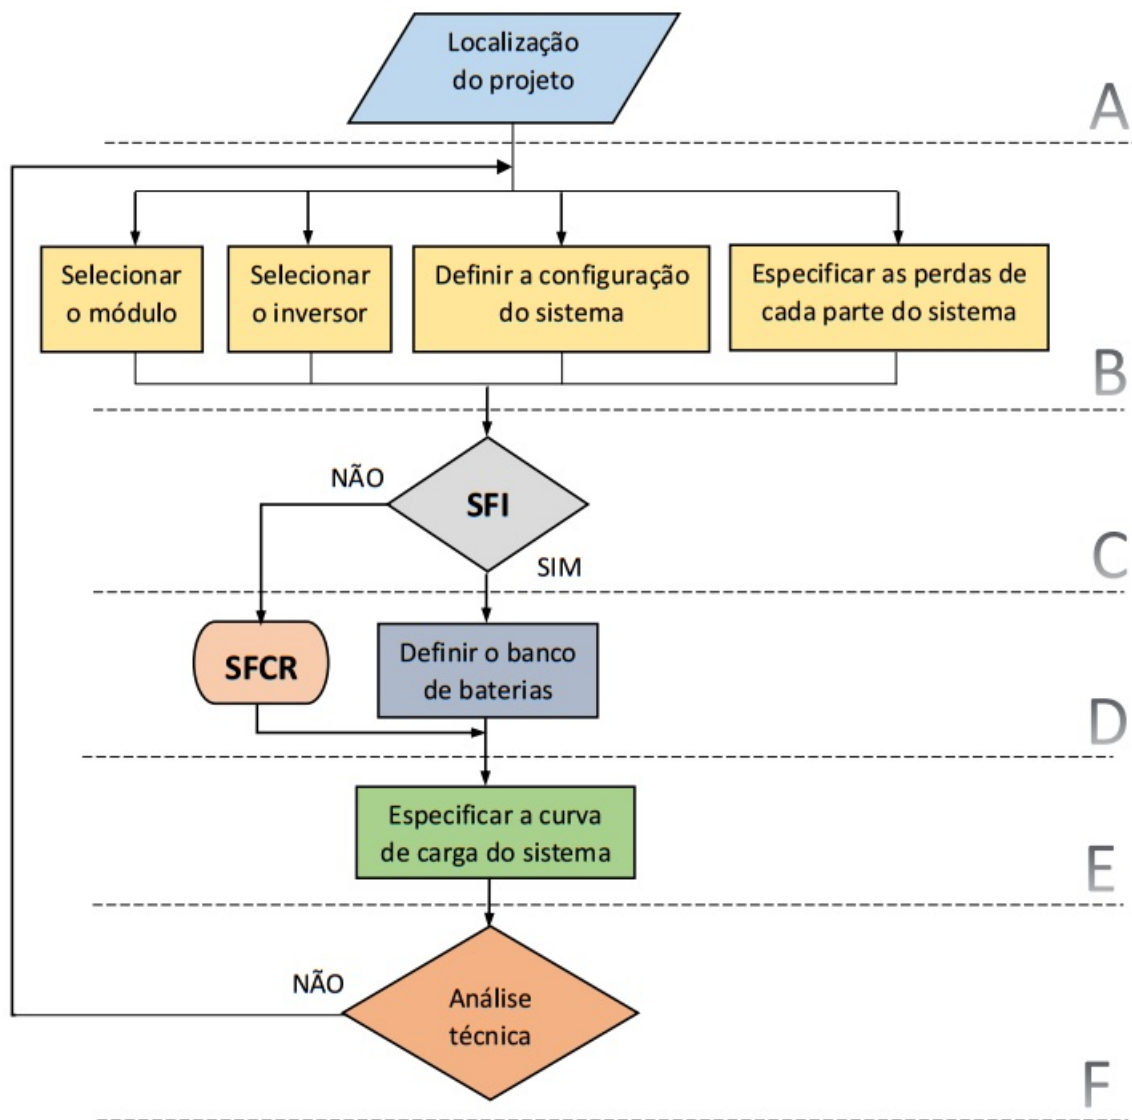 Localização
do projeto
A
Selecionar
o módulo
Selecionar
o inversor
Definir a configuração
do sistema
Especificar as perdas de
cada parte do sistema
B
NÃO
SFI
SIM
C
SFCR
Definir o banco
de baterias
D
Especificar a curva
de carga do sistema
E
NÃO
Análise
técnica
F